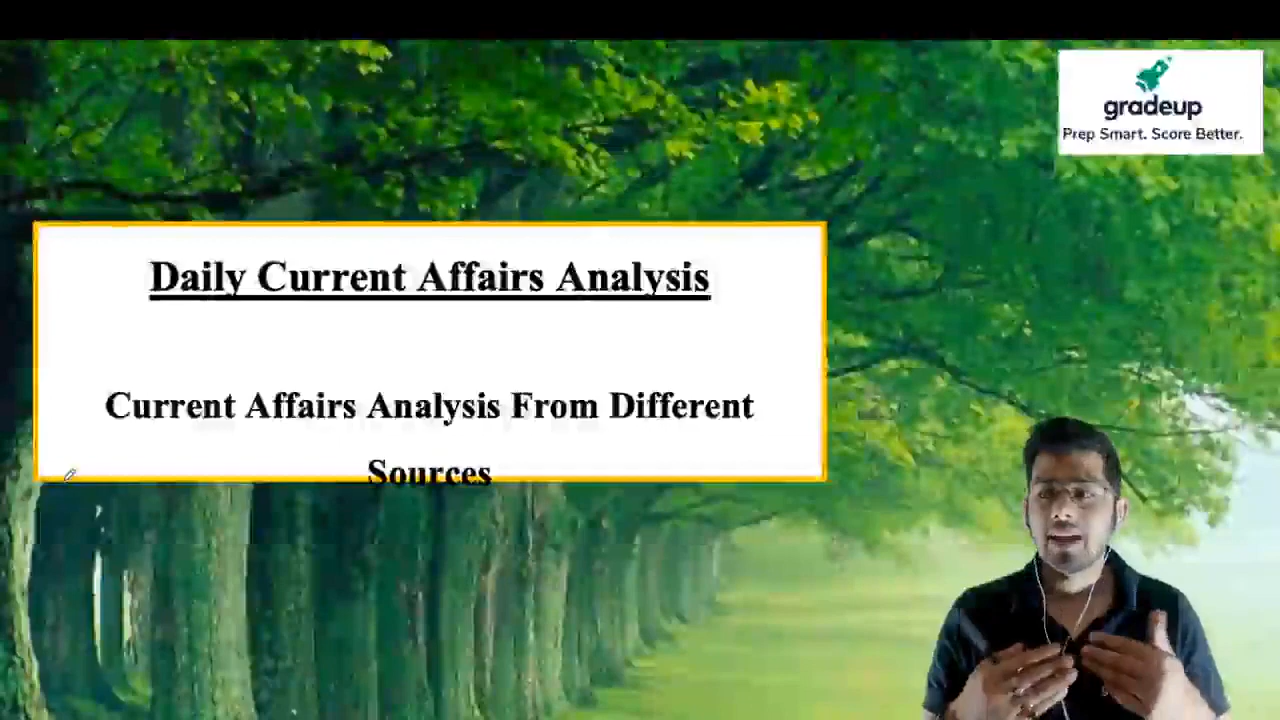 gradeup
Prep Smart. Score Better.
Daily Current Affairs Analysis
Current Affairs Analysis From Different
Sources